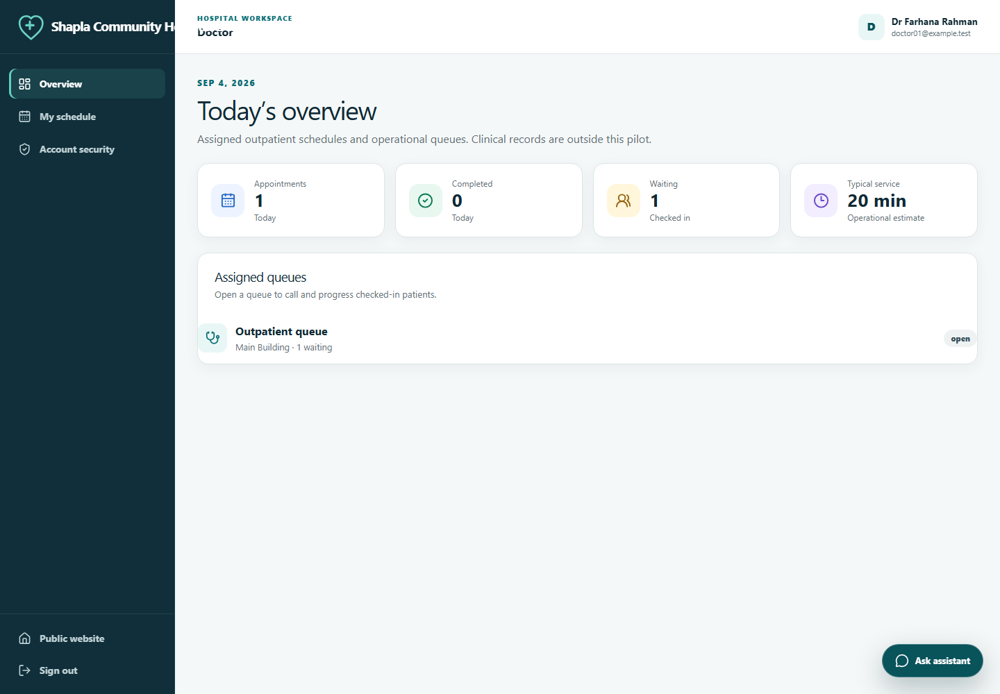 Shapla Community H
HOSPITAL WORKSPACE
Doctor
D
Dr Farhana Rahman
doctor01@example.test
Overview
My schedule
Account security
SEP 4, 2026
Today’s overview
Assigned outpatient schedules and operational queues. Clinical records are outside this pilot.
Appointments
1
Today
Completed
0
Today
Waiting
1
Checked in
Typical service
20 min
Operational estimate
Assigned queues
Open a queue to call and progress checked-in patients.
Outpatient queue
Main Building · 1 waiting
open
Public website
Sign out
Ask assistant